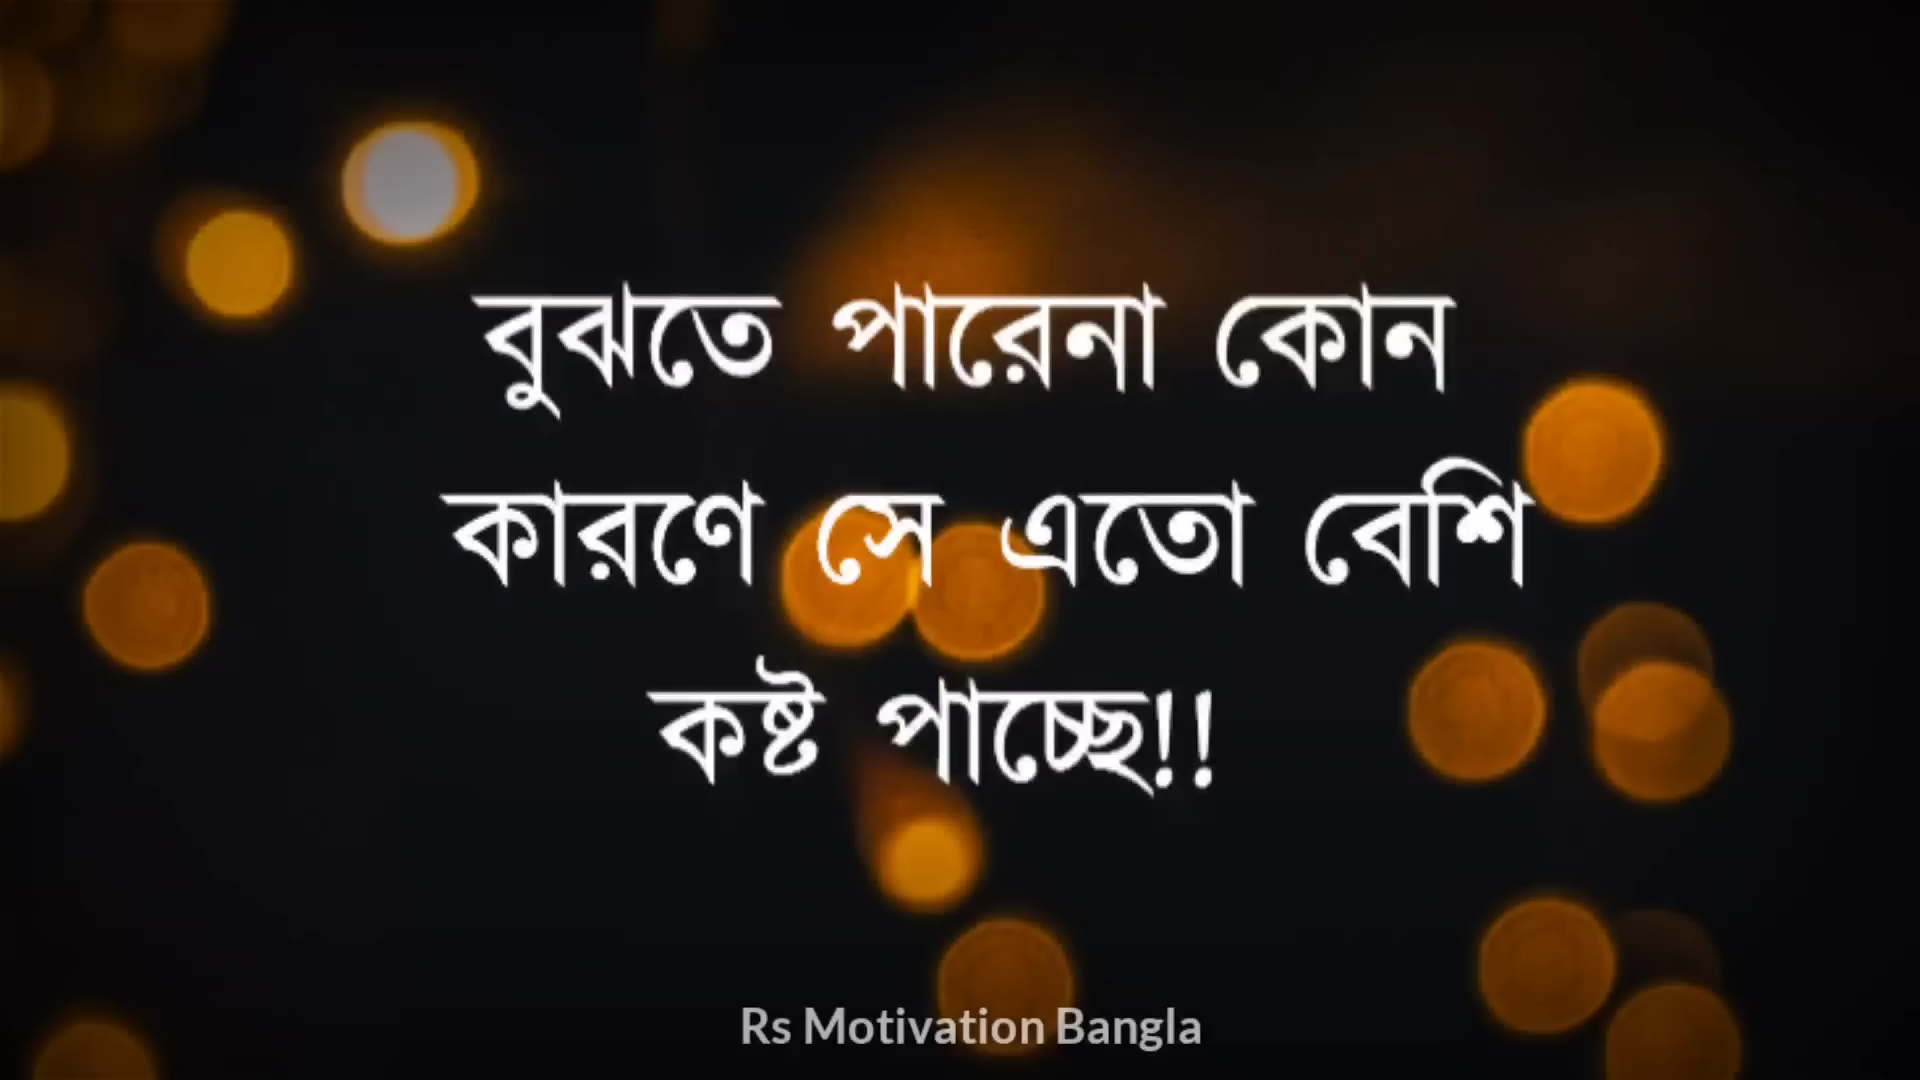 বুঝতে পারেনা কোন
কারণে সে এতো বেশি
কষ্ট পাচ্ছে!!
Rs Motivation Bangla